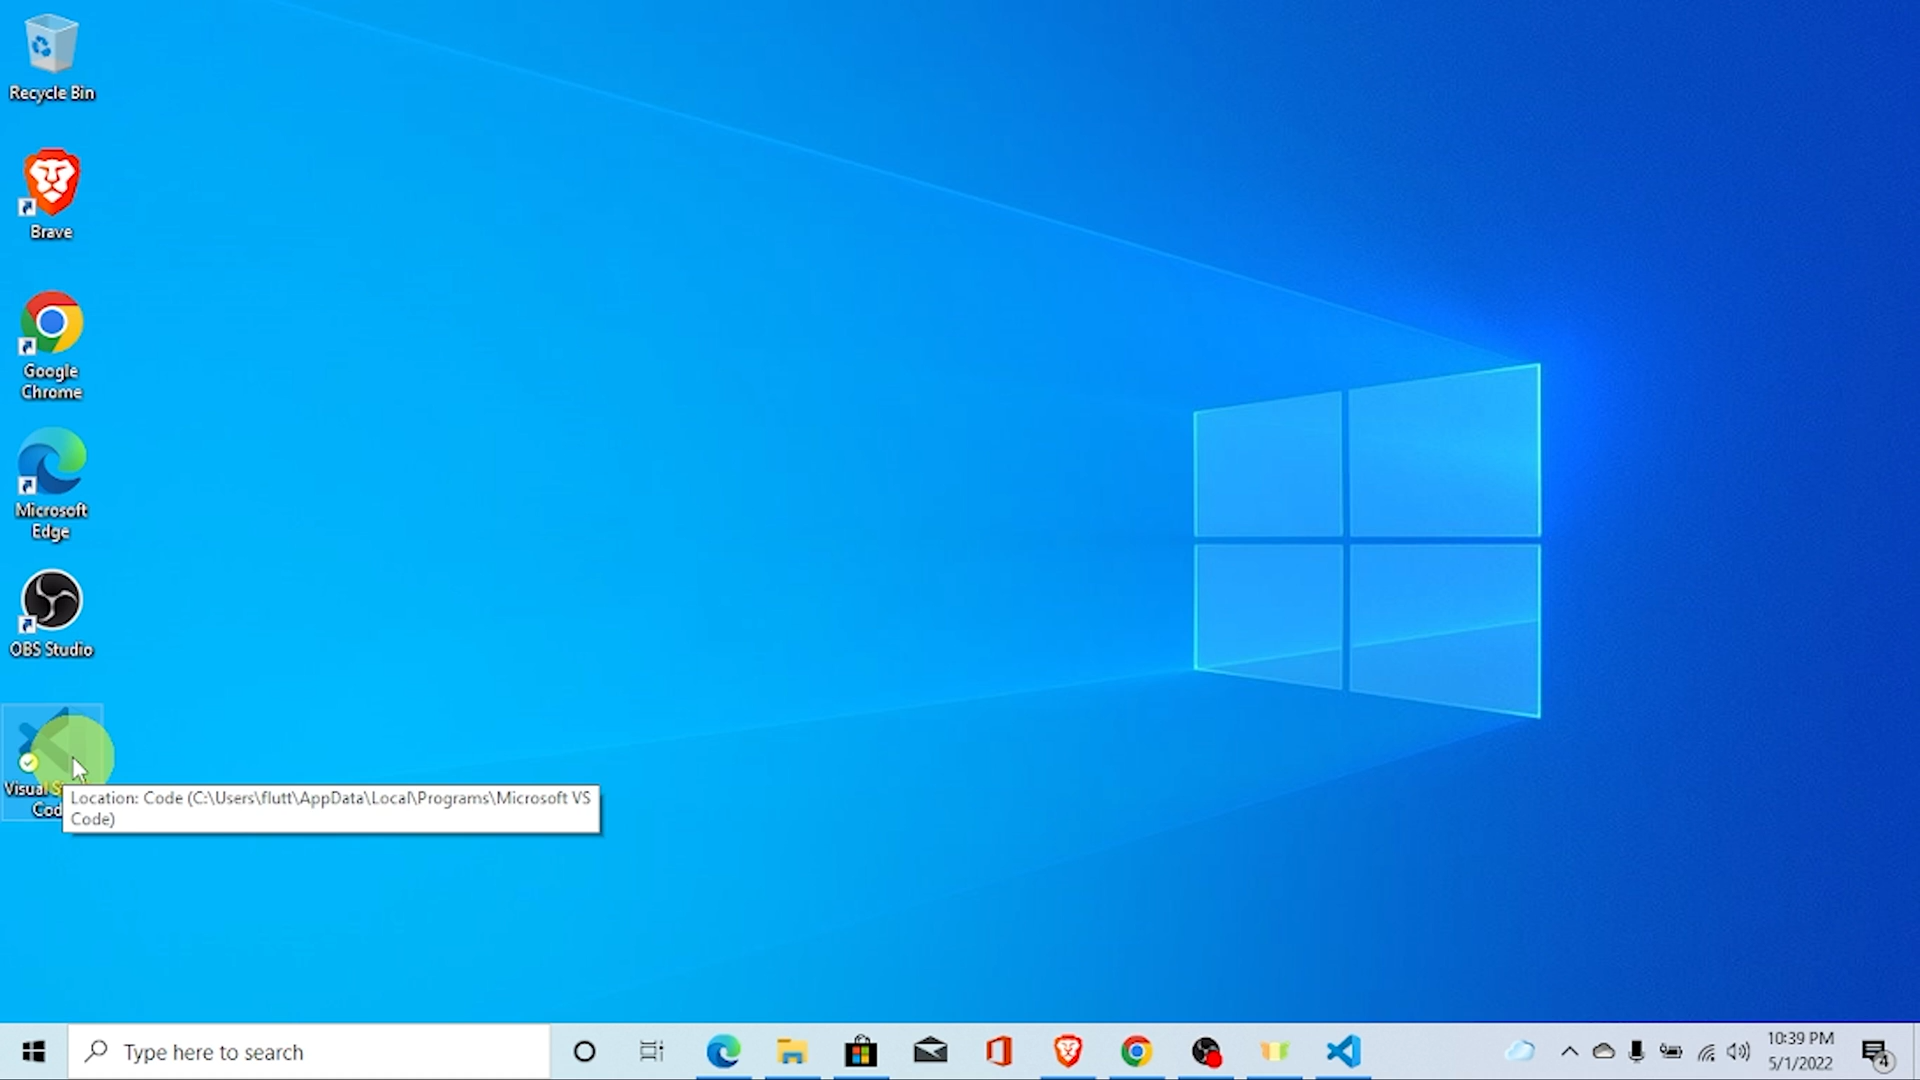 Recycle Bin
Brave
Google
Chrome
Microsoft
Edge
OBS Studio
Visual
Location: Code (C:\Users\flutt\AppData\Local\Programs\Microsoft VS
Code)
Type here to search
10:39 PM
5/1/2022
4